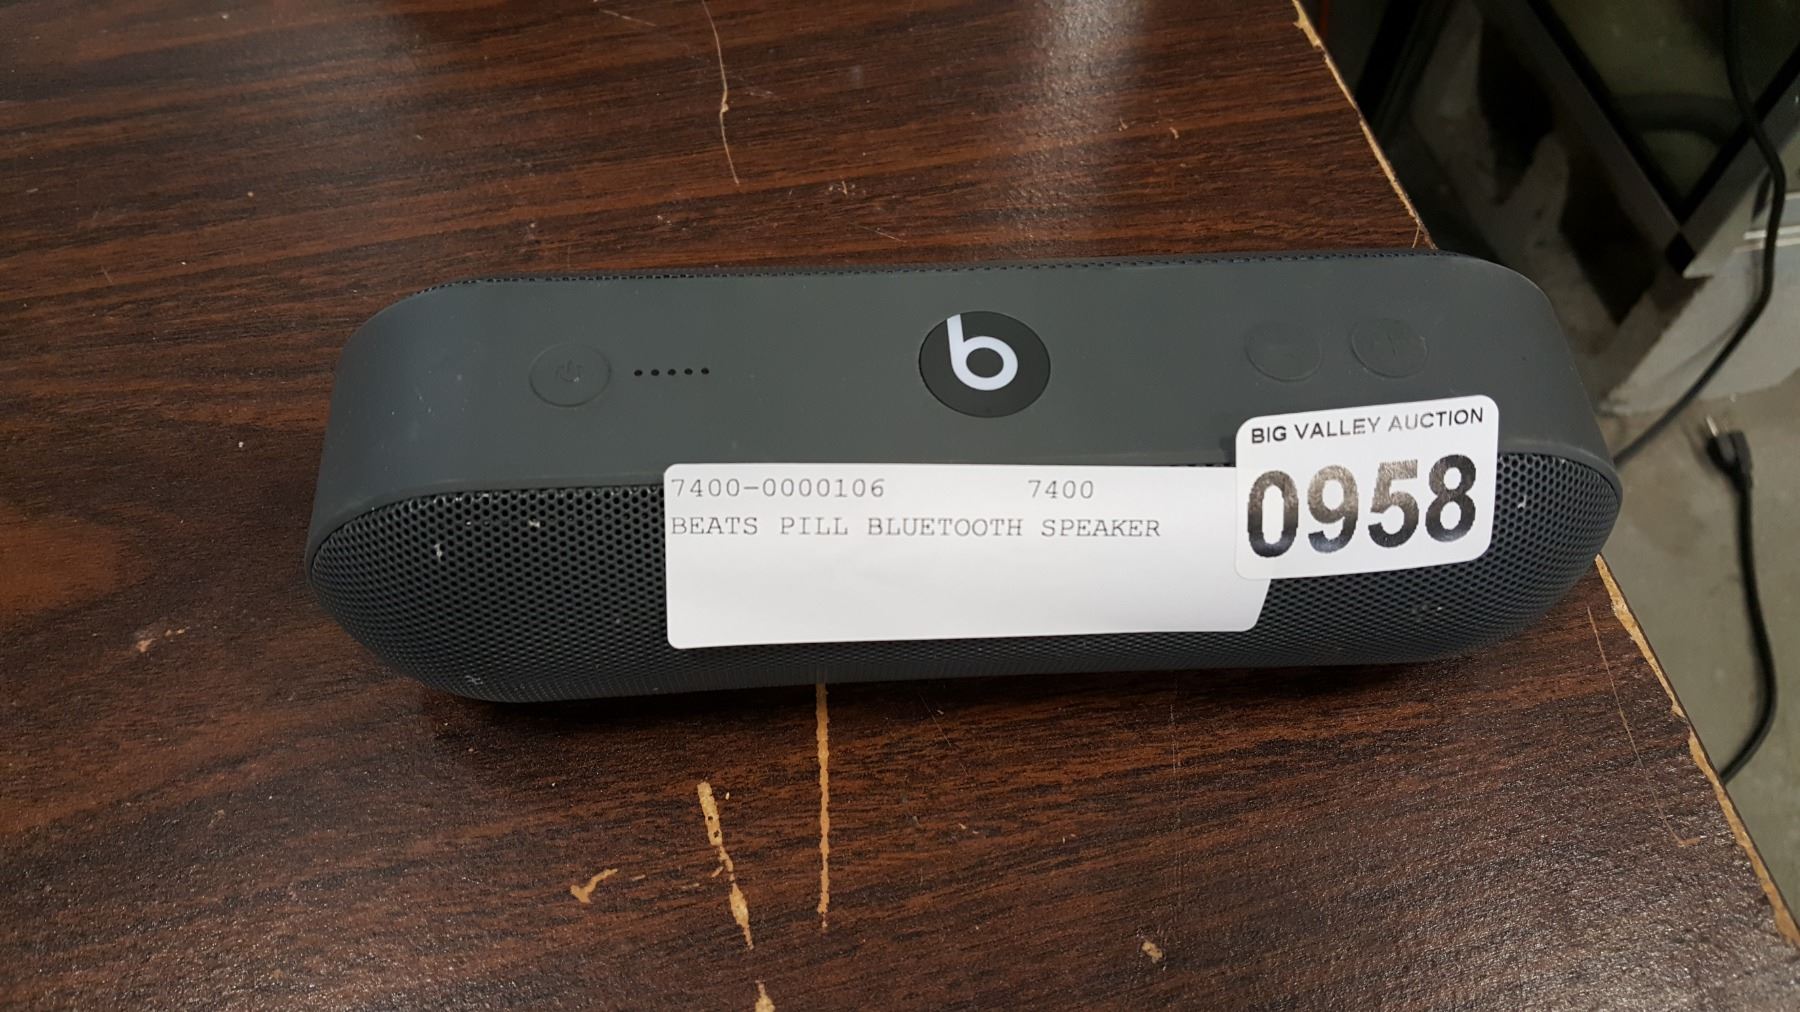 b
BIG VALLEY AUCTION
0958
7400-0000106 7400
BEATS PILL BLUETOOTH SPEAKER